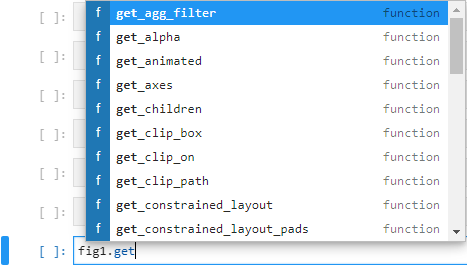 [ ]: f get_agg_filter function
[ ]: f get_alpha function
f get_animated function
[ ]: f get_axes function
[ ]: f get_children function
[ ]: f get_clip_box function
f get_clip_on function
[ ]: f get_clip_path function
[ ]: f get_constrained_layout function
f get_constrained_layout_pads function
[ ]: fig1.get